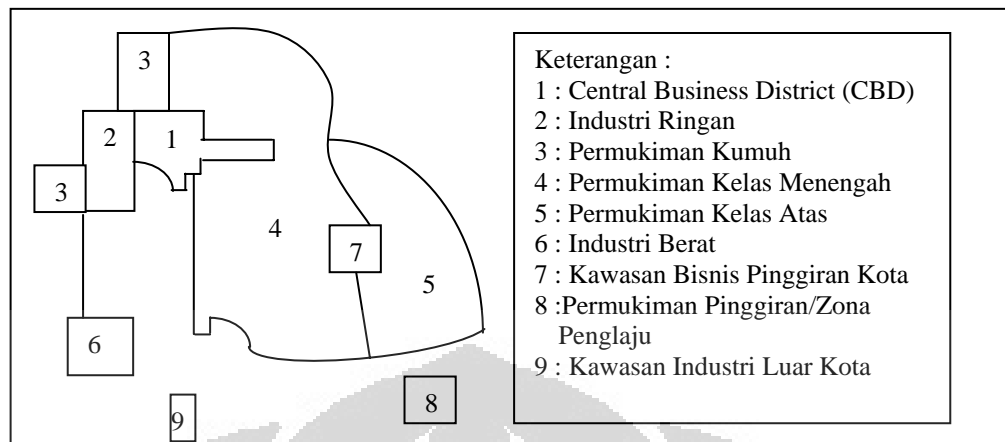 3
2
1
3
4
7
5
6
8
9
Keterangan :
1 : Central Business District (CBD)
2 : Industri Ringan
3 : Permukiman Kumuh
4 : Permukiman Kelas Menengah
5 : Permukiman Kelas Atas
6 : Industri Berat
7 : Kawasan Bisnis Pinggiran Kota
8 :Permukiman Pinggiran/Zona
Penglaju
9 : Kawasan Industri Luar Kota